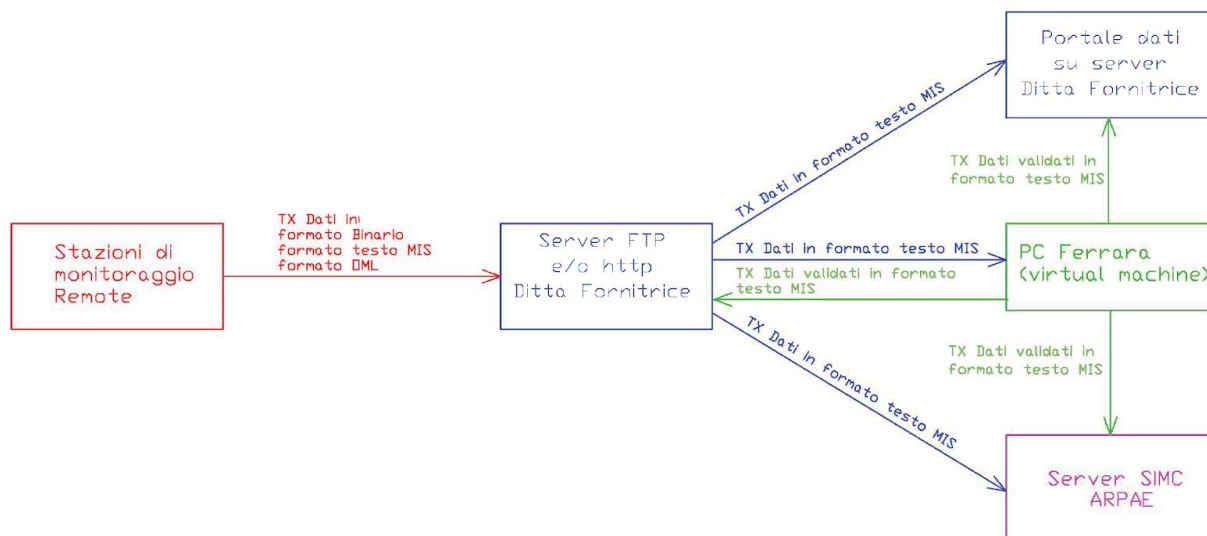 Stazioni di
monitoraggio
Remote
TX Dati in:
formato Binario
formato testo MIS
formato OML
Server FTP
e/o http
Ditta Fornitrice
TX Dati in formato testo MIS
Portale dati
su server
Ditta Fornitrice
TX Dati validati in
formato testo MIS
TX Dati in formato testo MIS
TX Dati validati in formato
testo MIS
PC Ferrara
(virtual machine)
TX Dati in formato testo MIS
TX Dati validati in
formato testo MIS
Server SIMC
ARPAE